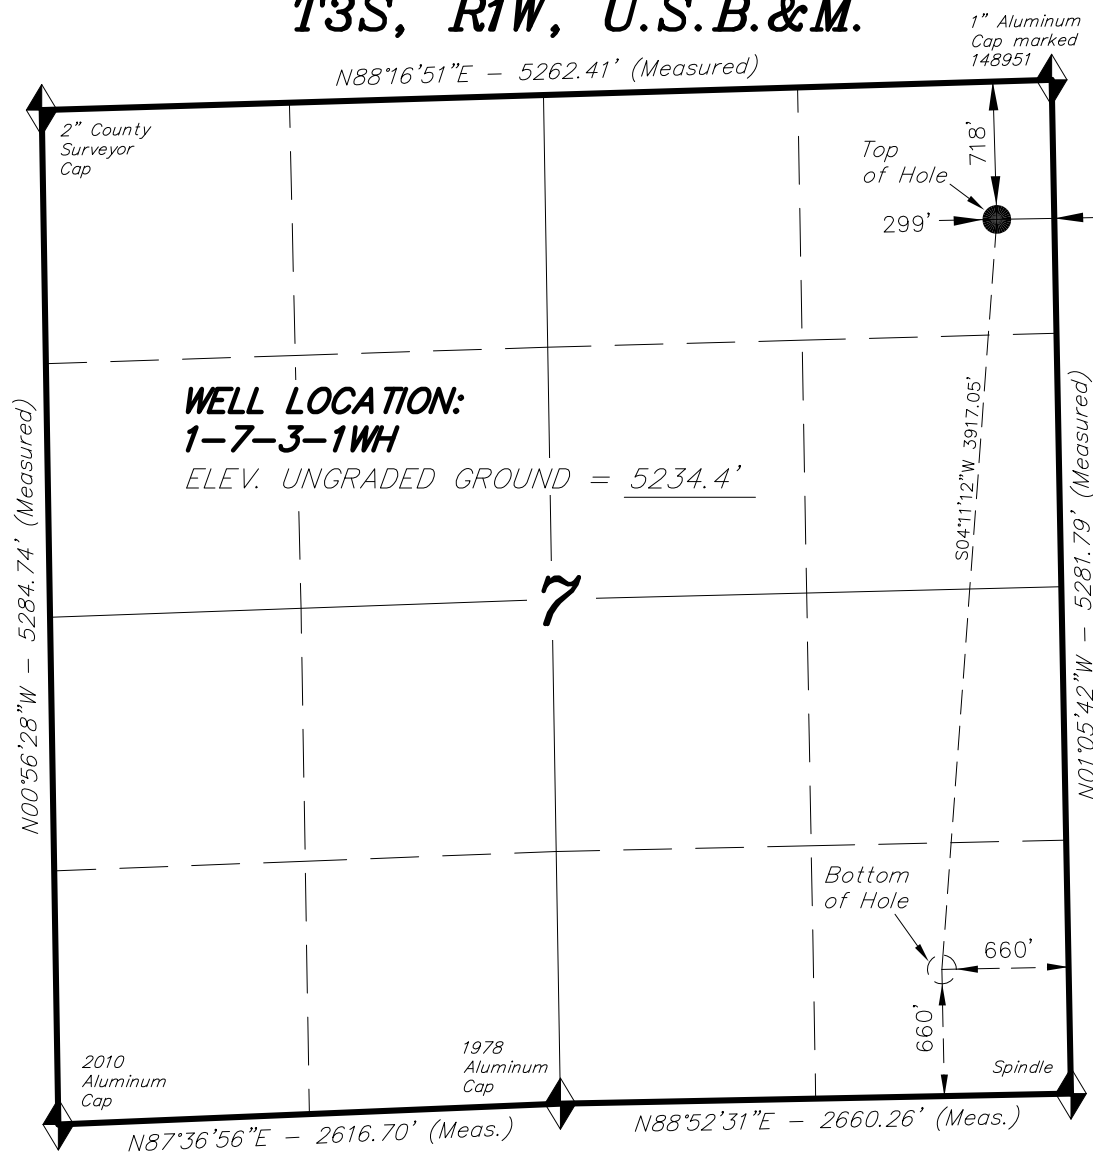 T3S, R1W, U.S.B.&M.
1" Aluminum
Cap marked
148951
N88°16'51"E – 5262.41' (Measured)
2" County
Surveyor
Cap
Top
of Hole
718'
299'
WELL LOCATION:
1–7–3–1WH
ELEV. UNGRADED GROUND = 5234.4'
N00°56'28"W – 5284.74' (Measured)
S04°11'12"W 3917.05'
N01°05'42"W – 5281.79' (Measured)
7
Bottom
of Hole
660'
660'
2010
Aluminum
Cap
1978
Aluminum
Cap
Spindle
N87°36'56"E – 2616.70' (Meas.)
N88°52'31"E – 2660.26' (Meas.)